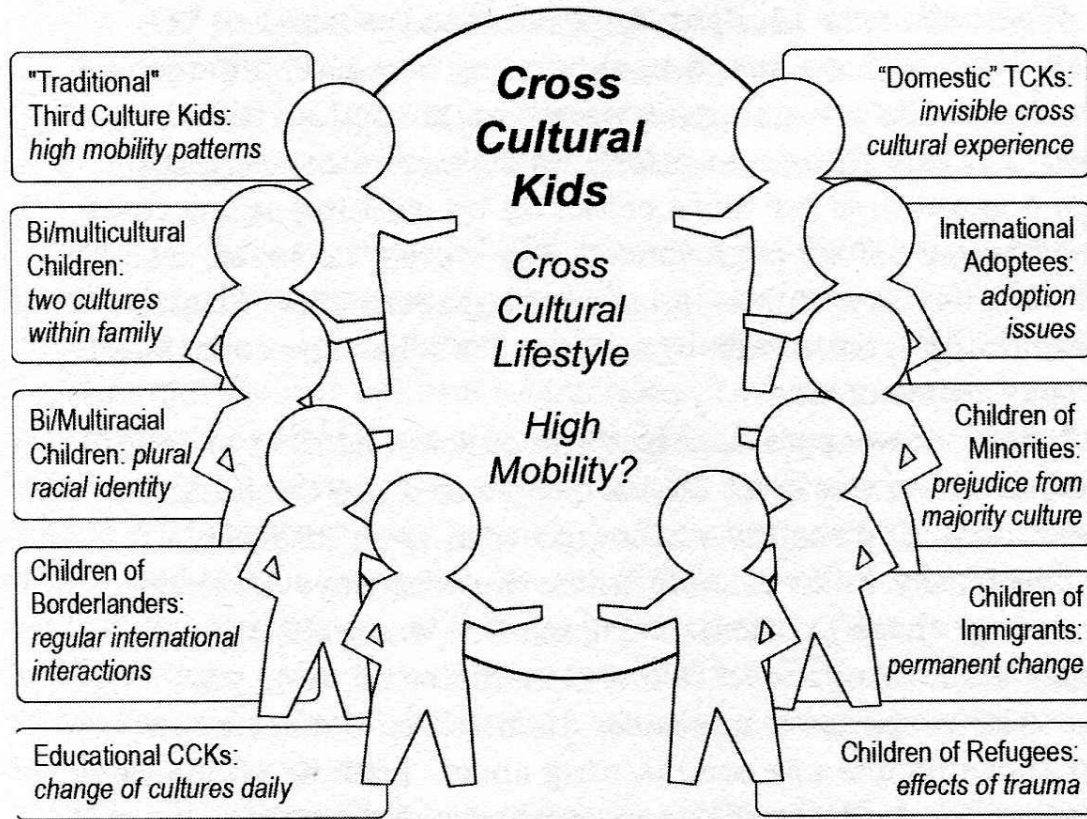 "Traditional"
Third Culture Kids:
high mobility patterns
Bi/multicultural
Children:
two cultures
within family
Bi/Multiracial
Children: plural
racial identity
Children of
Borderlanders:
regular international
interactions
Educational CCKs:
change of cultures daily
Cross
Cultural
Kids
Cross
Cultural
Lifestyle
High
Mobility?
“Domestic” TCKs:
invisible cross
cultural experience
International
Adoptees:
adoption
issues
Children of
Minorities:
prejudice from
majority culture
Children of
Immigrants:
permanent change
Children of Refugees:
effects of trauma